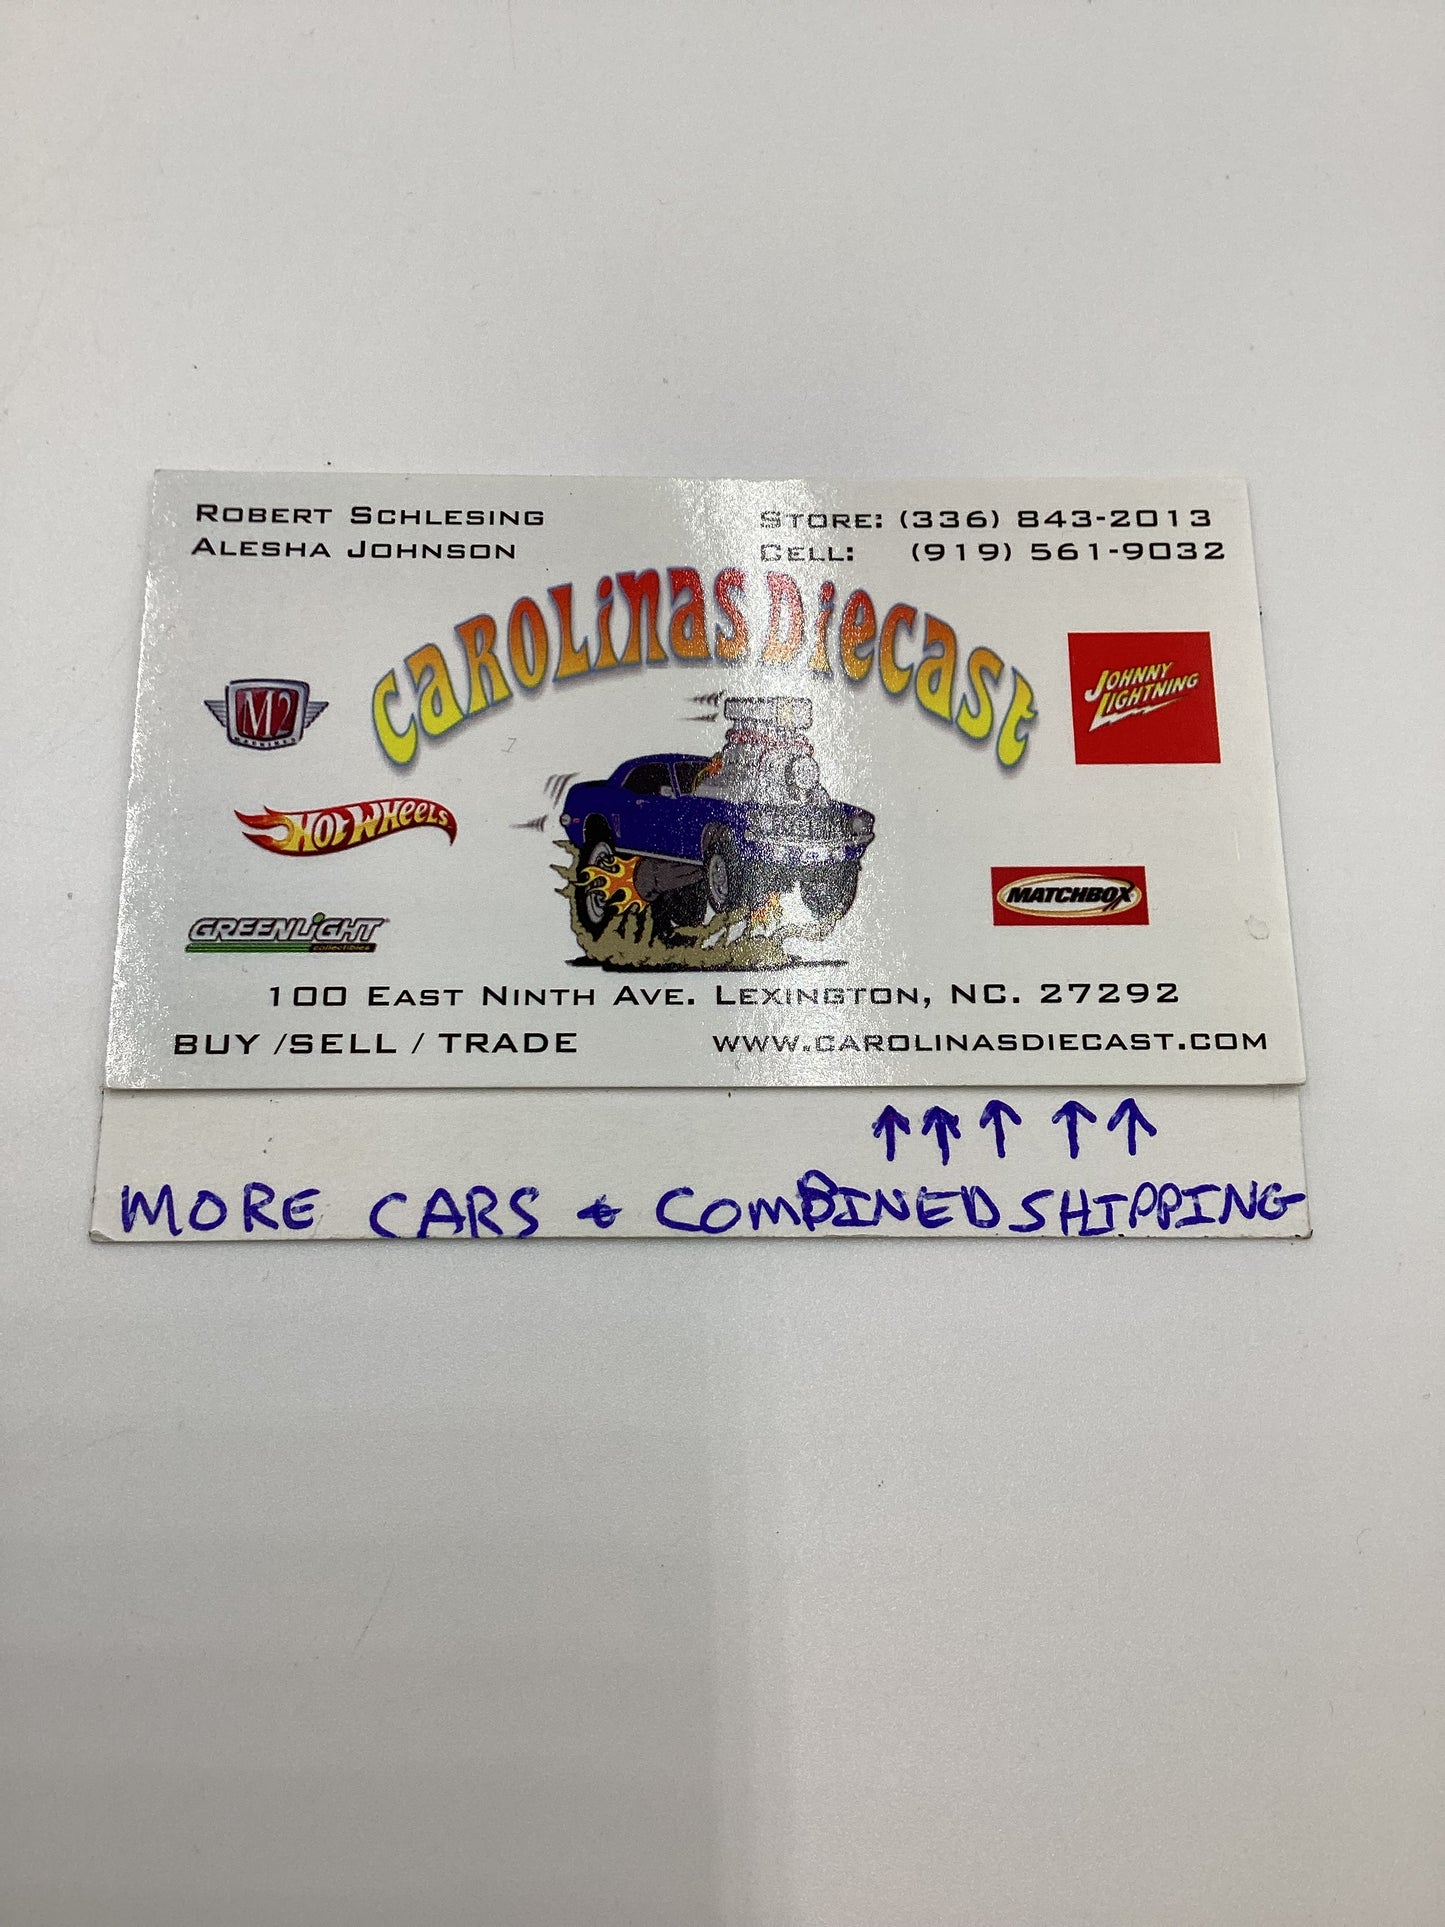 ROBERT SCHLESING
ALESHA JOHNSON
STORE: (336) 843-2013
CELL: (919) 561-9032
CAROLINAS DIECAST
M2
MACHINES
JOHNNY
LIGHTNING
HOT WHEELS
MATCHBOX
GREENLIGHT
collectibles
100 EAST NINTH AVE. LEXINGTON, NC. 27292
BUY /SELL / TRADE
WWW.CAROLINASDIECAST.COM
↑ ↑ ↑ ↑ ↑
MORE CARS & COMBINED SHIPPING